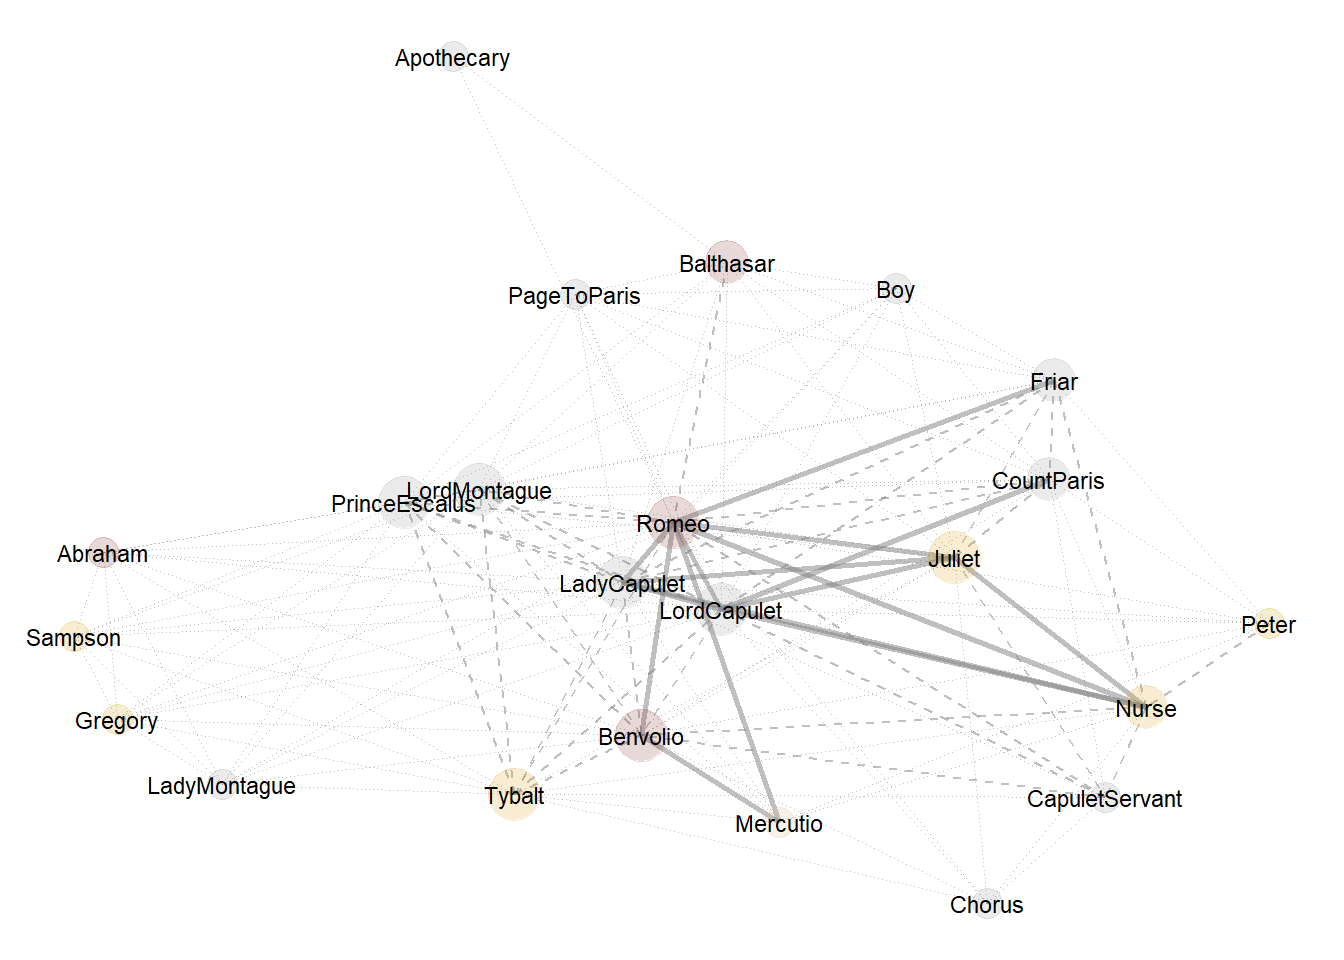 Apothecary
Balthasar
Boy
PageToParis
Friar
CountParis
LordMontague
PrinceEscalus
Romeo
Abraham
Juliet
LadyCapulet
LordCapulet
Peter
Sampson
Nurse
Gregory
Benvolio
LadyMontague
Tybalt
CapuletServant
Mercutio
Chorus